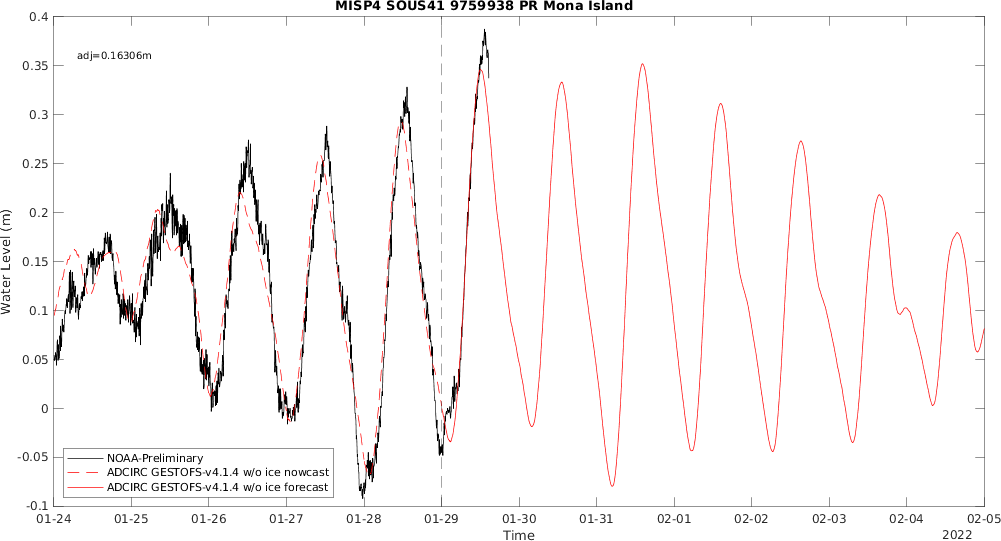 MISP4 SOUS41 9759938 PR Mona Island
adj=0.16306m
Water Level (m)
0.4
0.35
0.3
0.25
0.2
0.15
0.1
0.05
0
-0.05
-0.1
NOAA-Preliminary
ADCIRC GESTOFS-v4.1.4 w/o ice nowcast
ADCIRC GESTOFS-v4.1.4 w/o ice forecast
01-24 01-25 01-26 01-27 01-28 01-29 01-30 01-31 02-01 02-02 02-03 02-04 02-05
Time
2022